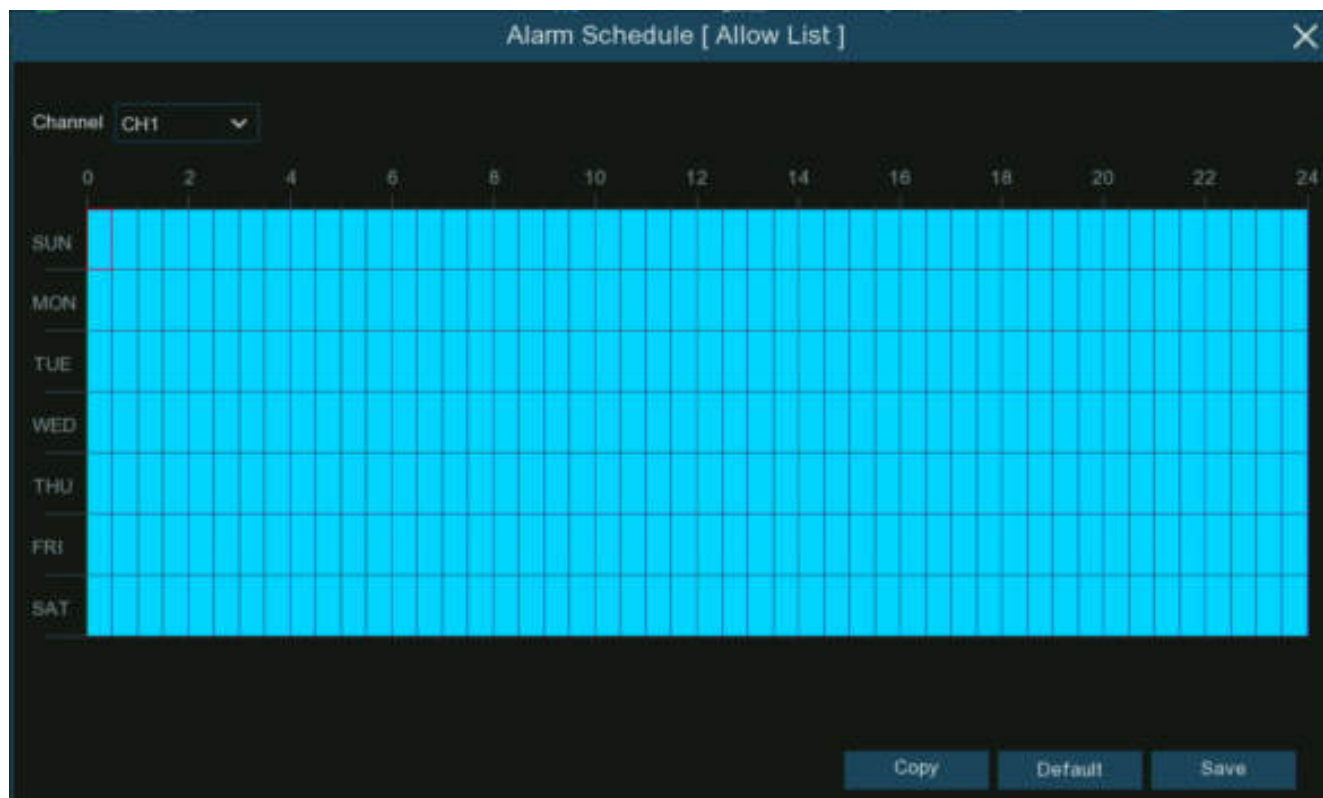 Alarm Schedule [ Allow List ]
Channel CH1
0 2 4 6 8 10 12 14 16 18 20 22 24
SUN
MON
TUE
WED
THU
FRI
SAT
Copy Default Save